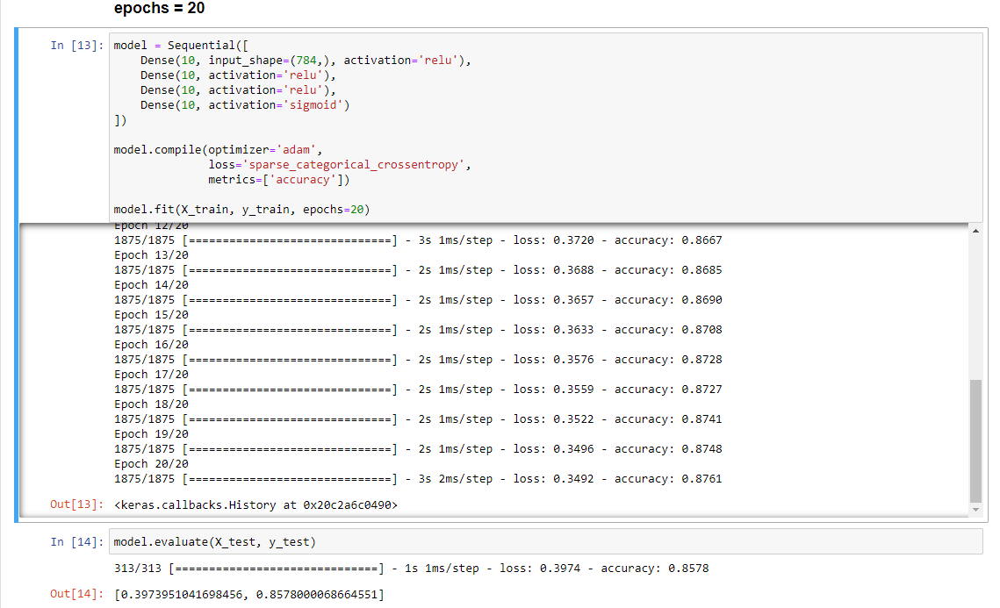 epochs = 20
In [13]: model = Sequential([
Dense(10, input_shape=(784,), activation='relu'),
Dense(10, activation='relu'),
Dense(10, activation='relu'),
Dense(10, activation='sigmoid')
])
model.compile(optimizer='adam',
loss='sparse_categorical_crossentropy',
metrics=['accuracy'])
model.fit(X_train, y_train, epochs=20)
Epoch 12/20
1875/1875 [==============================] - 3s 1ms/step - loss: 0.3720 - accuracy: 0.8667
Epoch 13/20
1875/1875 [==============================] - 2s 1ms/step - loss: 0.3688 - accuracy: 0.8685
Epoch 14/20
1875/1875 [==============================] - 2s 1ms/step - loss: 0.3657 - accuracy: 0.8690
Epoch 15/20
1875/1875 [==============================] - 2s 1ms/step - loss: 0.3633 - accuracy: 0.8708
Epoch 16/20
1875/1875 [==============================] - 2s 1ms/step - loss: 0.3576 - accuracy: 0.8728
Epoch 17/20
1875/1875 [==============================] - 2s 1ms/step - loss: 0.3559 - accuracy: 0.8727
Epoch 18/20
1875/1875 [==============================] - 2s 1ms/step - loss: 0.3522 - accuracy: 0.8741
Epoch 19/20
1875/1875 [==============================] - 2s 1ms/step - loss: 0.3496 - accuracy: 0.8748
Epoch 20/20
1875/1875 [==============================] - 3s 2ms/step - loss: 0.3492 - accuracy: 0.8761
Out[13]: <keras.callbacks.History at 0x20c2a6c0490>
In [14]: model.evaluate(X_test, y_test)
313/313 [==============================] - 1s 1ms/step - loss: 0.3974 - accuracy: 0.8578
Out[14]: [0.3973951041698456, 0.8578000068664551]